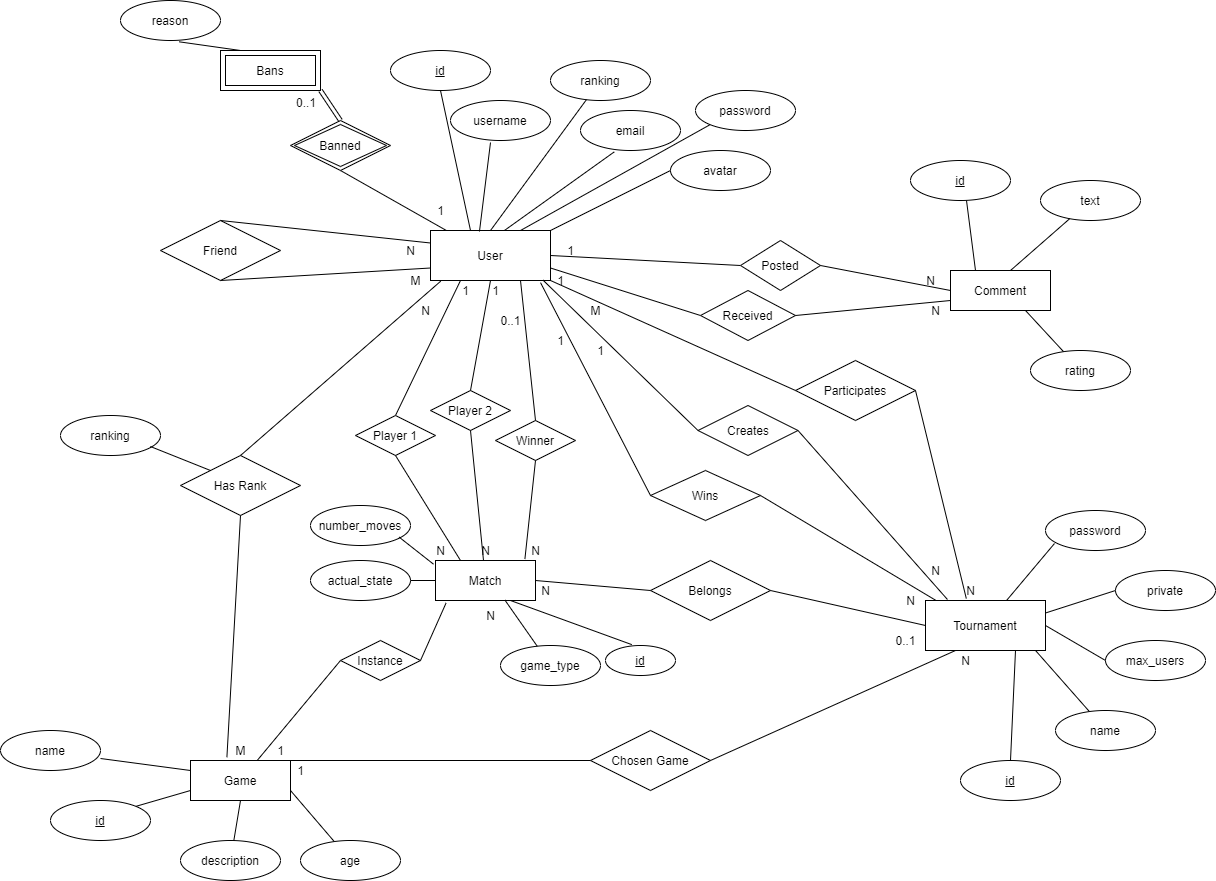 reason
Bans
id
ranking
0..1
username
password
email
Banned
avatar
id
text
1
Friend
N
User
1
Posted
M
1
1
1
N
Comment
N
0..1
M
Received
N
1
1
rating
Participates
ranking
Player 1
Player 2
Winner
Creates
Has Rank
Wins
number_moves
password
N
N
N
actual_state
Match
N
Belongs
N
N
N
private
N
0..1
Tournament
Instance
game_type
id
N
max_users
name
name
M
1
1
Chosen Game
Game
id
id
description
age